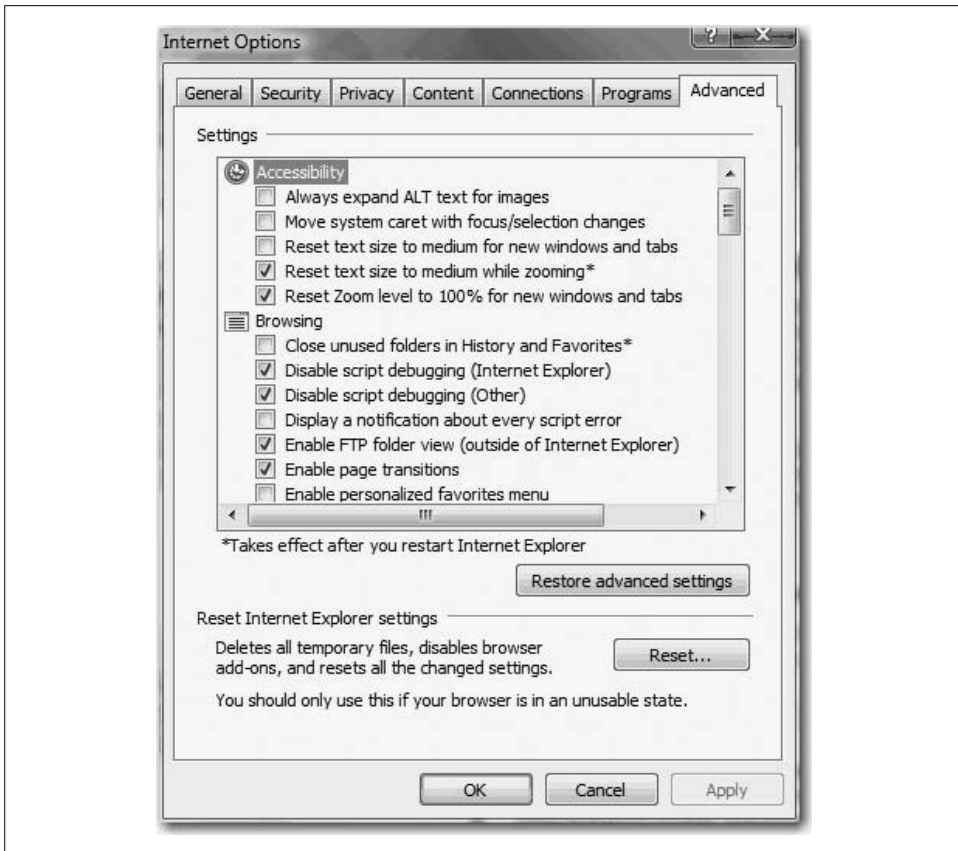 Internet Options
? X
General Security Privacy Content Connections Programs Advanced
Settings
Accessibility
Always expand ALT text for images
Move system caret with focus/selection changes
Reset text size to medium for new windows and tabs
Reset text size to medium while zooming*
Reset Zoom level to 100% for new windows and tabs
Browsing
Close unused folders in History and Favorites*
Disable script debugging (Internet Explorer)
Disable script debugging (Other)
Display a notification about every script error
Enable FTP folder view (outside of Internet Explorer)
Enable page transitions
Enable personalized favorites menu
*Takes effect after you restart Internet Explorer
Restore advanced settings
Reset Internet Explorer settings
Deletes all temporary files, disables browser
add-ons, and resets all the changed settings.
Reset...
You should only use this if your browser is in an unusable state.
OK Cancel Apply